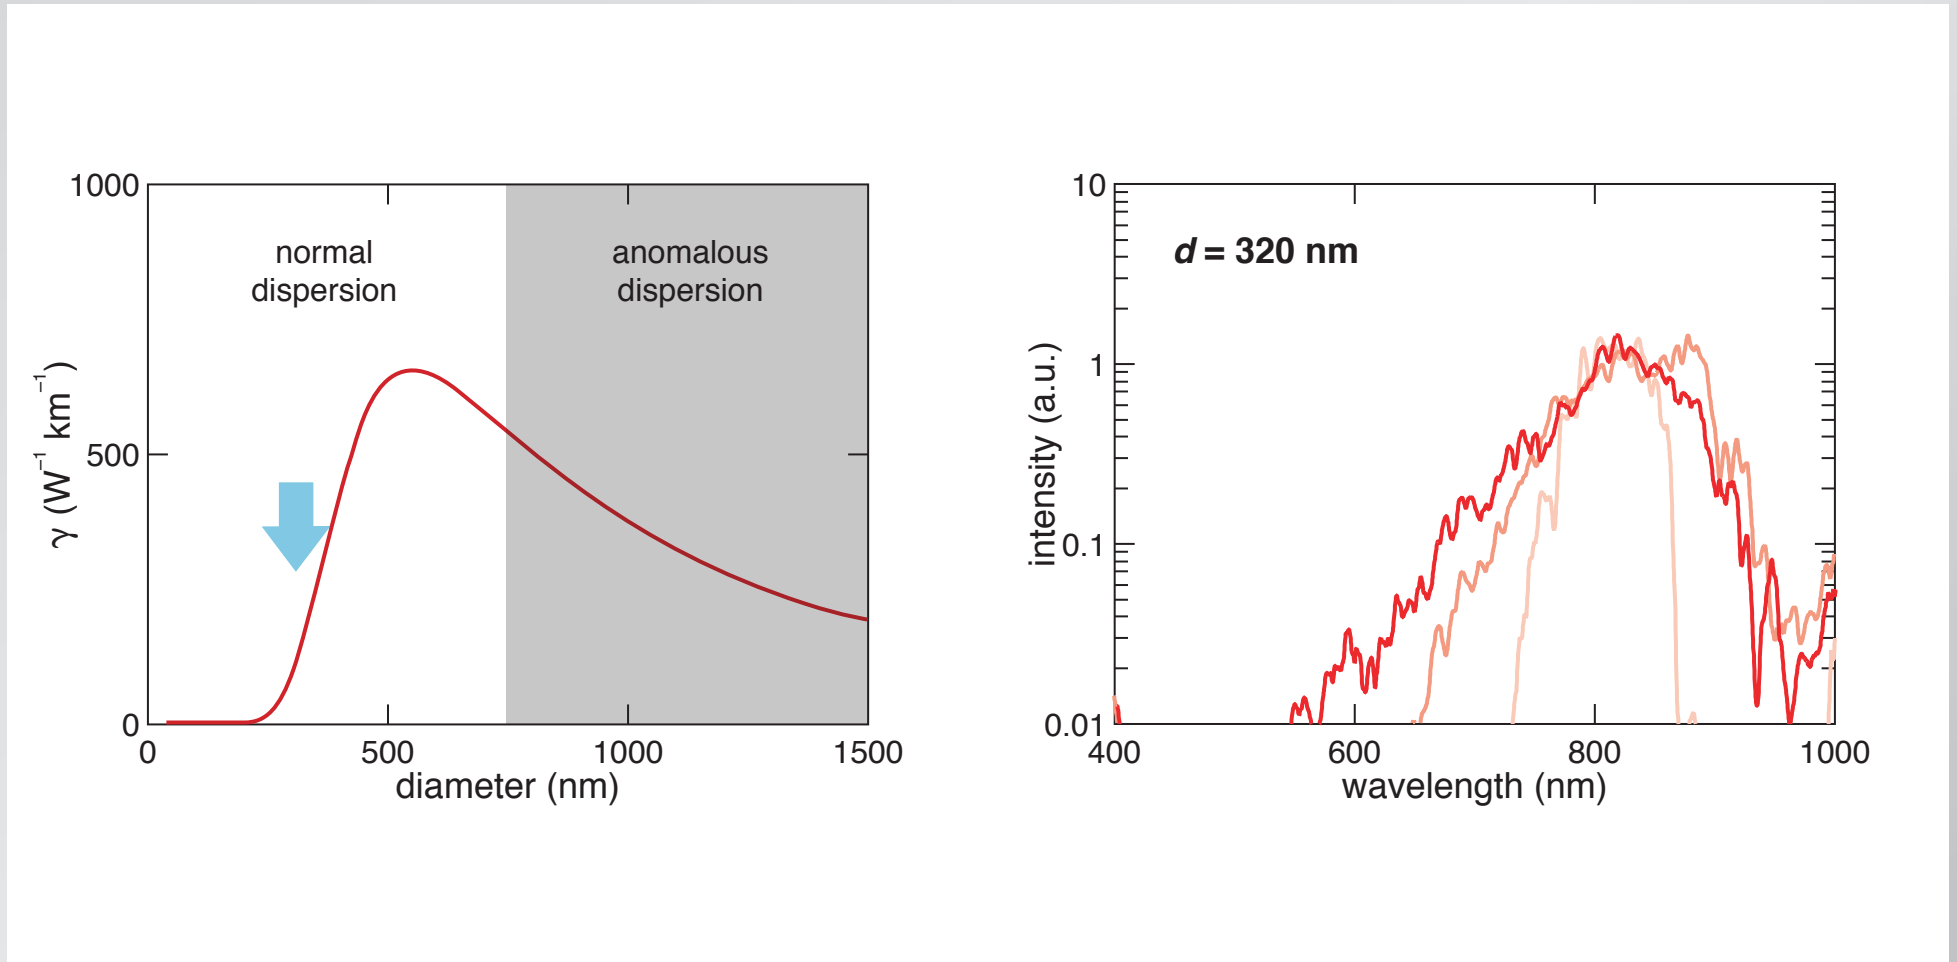 1000
500
0
0
500
1000
1500
γ (W⁻¹ km⁻¹)
diameter (nm)
normal
dispersion
anomalous
dispersion
10
1
0.1
0.01
400
600
800
1000
intensity (a.u.)
wavelength (nm)
d = 320 nm